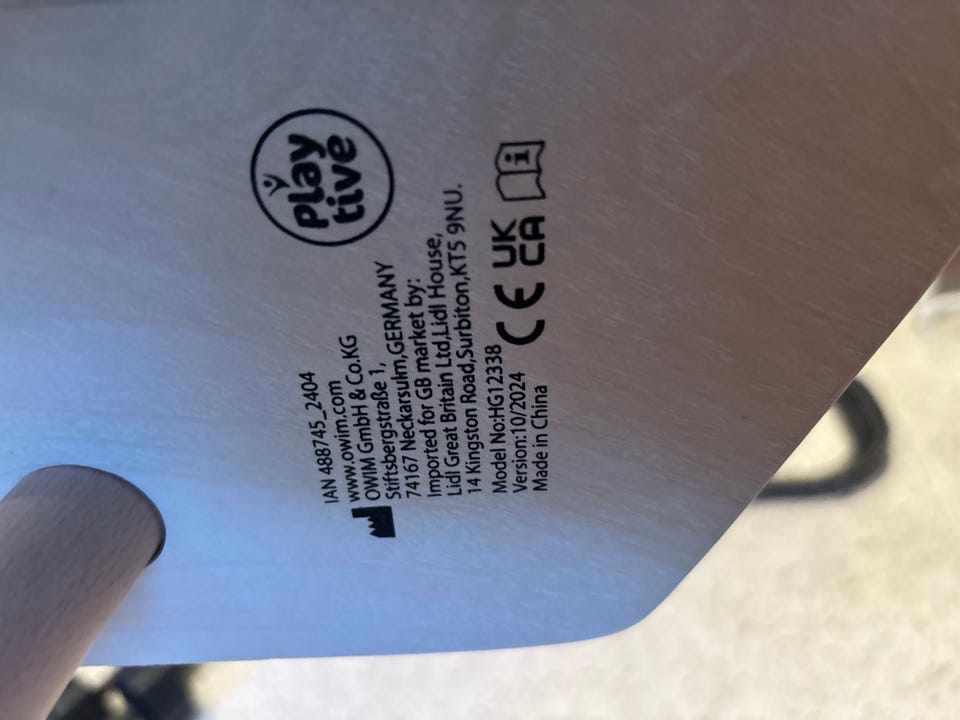 Play
tive
IAN 488745_2404
www.owim.com
OWIM GmbH & Co.KG
Stiftsbergstraße 1,
74167 Neckarsulm,GERMANY
Imported for GB market by:
Lidl Great Britain Ltd,Lidl House,
14 Kingston Road,Surbiton,KT5 9NU.
Model No:HG12338
Version:10/2024
Made in China
CE
UK
CA
i